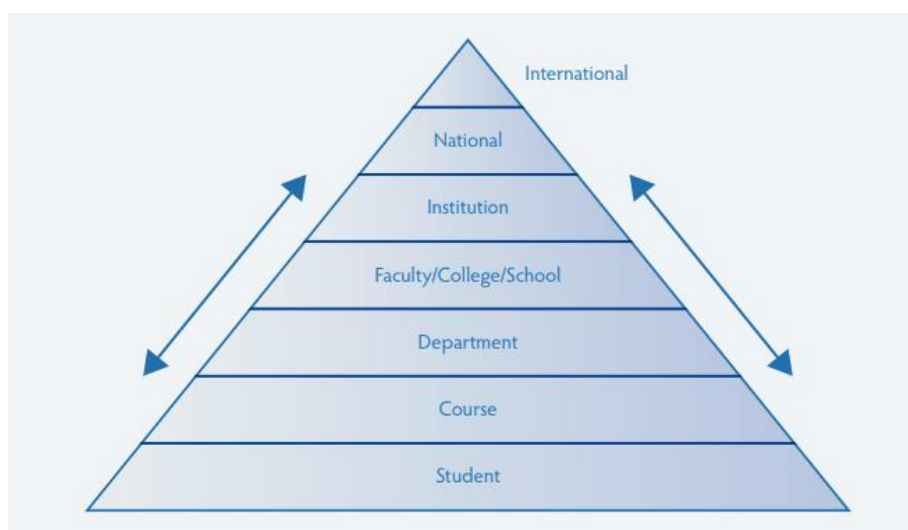 International
National
Institution
Faculty/College/School
Department
Course
Student